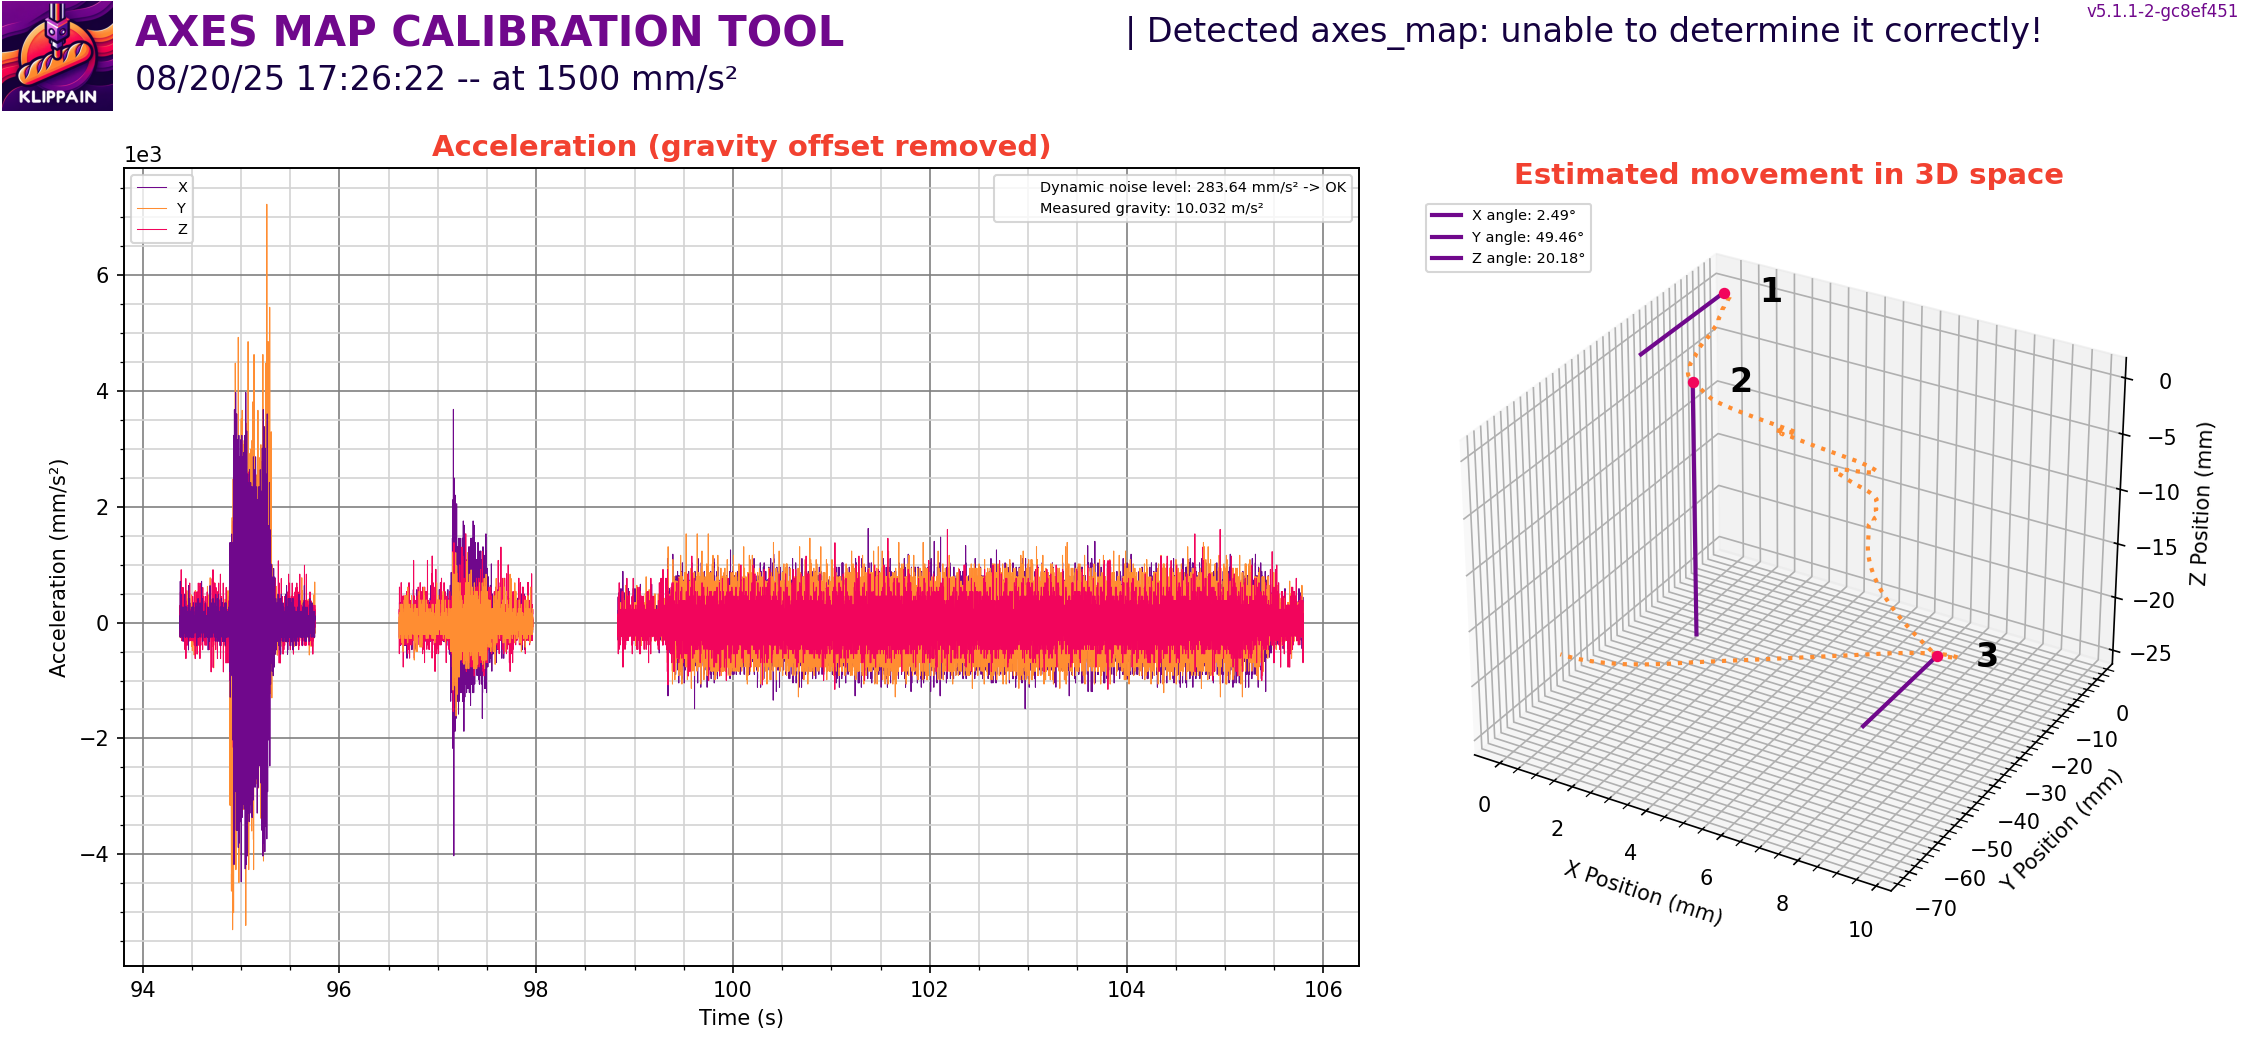 KLIPPAIN
AXES MAP CALIBRATION TOOL
08/20/25 17:26:22 -- at 1500 mm/s²
| Detected axes_map: unable to determine it correctly!
v5.1.1-2-gc8ef451
Acceleration (gravity offset removed)
1e3
X
Y
Z
Dynamic noise level: 283.64 mm/s² -> OK
Measured gravity: 10.032 m/s²
6
4
2
0
−2
−4
Acceleration (mm/s²)
94
96
98
100
102
104
106
Time (s)
Estimated movement in 3D space
X angle: 2.49°
Y angle: 49.46°
Z angle: 20.18°
1
2
3
0
−5
−10
−15
−20
−25
Z Position (mm)
0
−10
−20
−30
−40
−50
−60
−70
Y Position (mm)
0
2
4
6
8
10
X Position (mm)